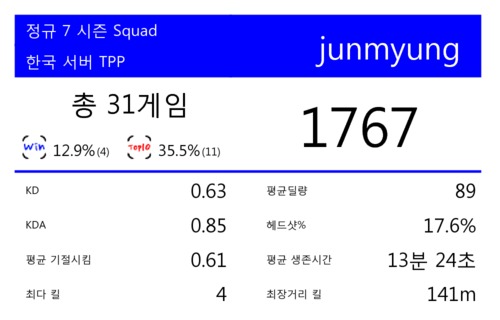 정규 7 시즌 Squad
한국 서버 TPP
junmyung
총 31게임
Win 12.9%(4) TOP10 35.5%(11)
1767
KD 0.63
평균딜량 89
KDA 0.85
헤드샷% 17.6%
평균 기절시킴 0.61
평균 생존시간 13분 24초
최다 킬 4
최장거리 킬 141m